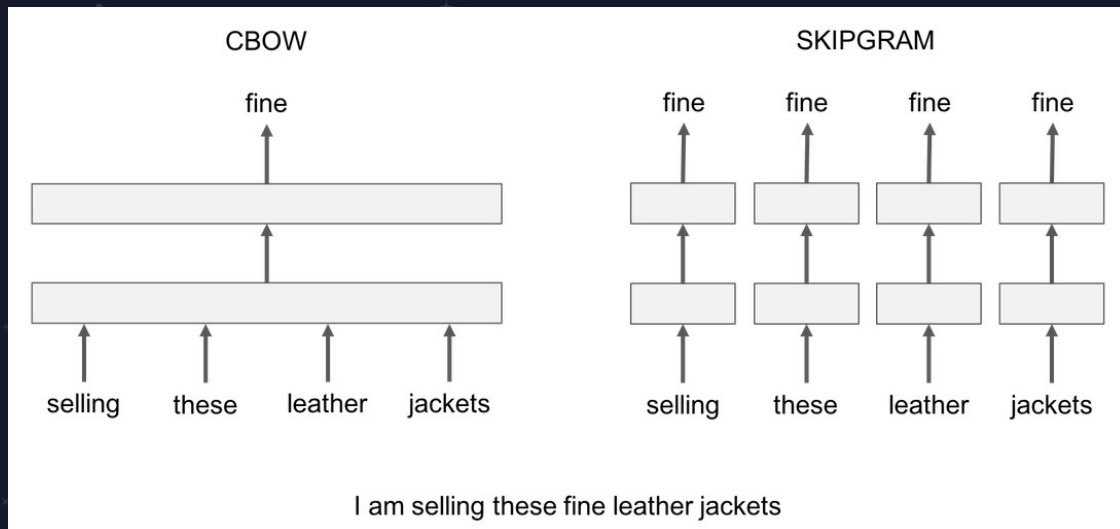 CBOW
SKIPGRAM
fine
fine fine fine fine
selling these leather jackets
selling these leather jackets
I am selling these fine leather jackets